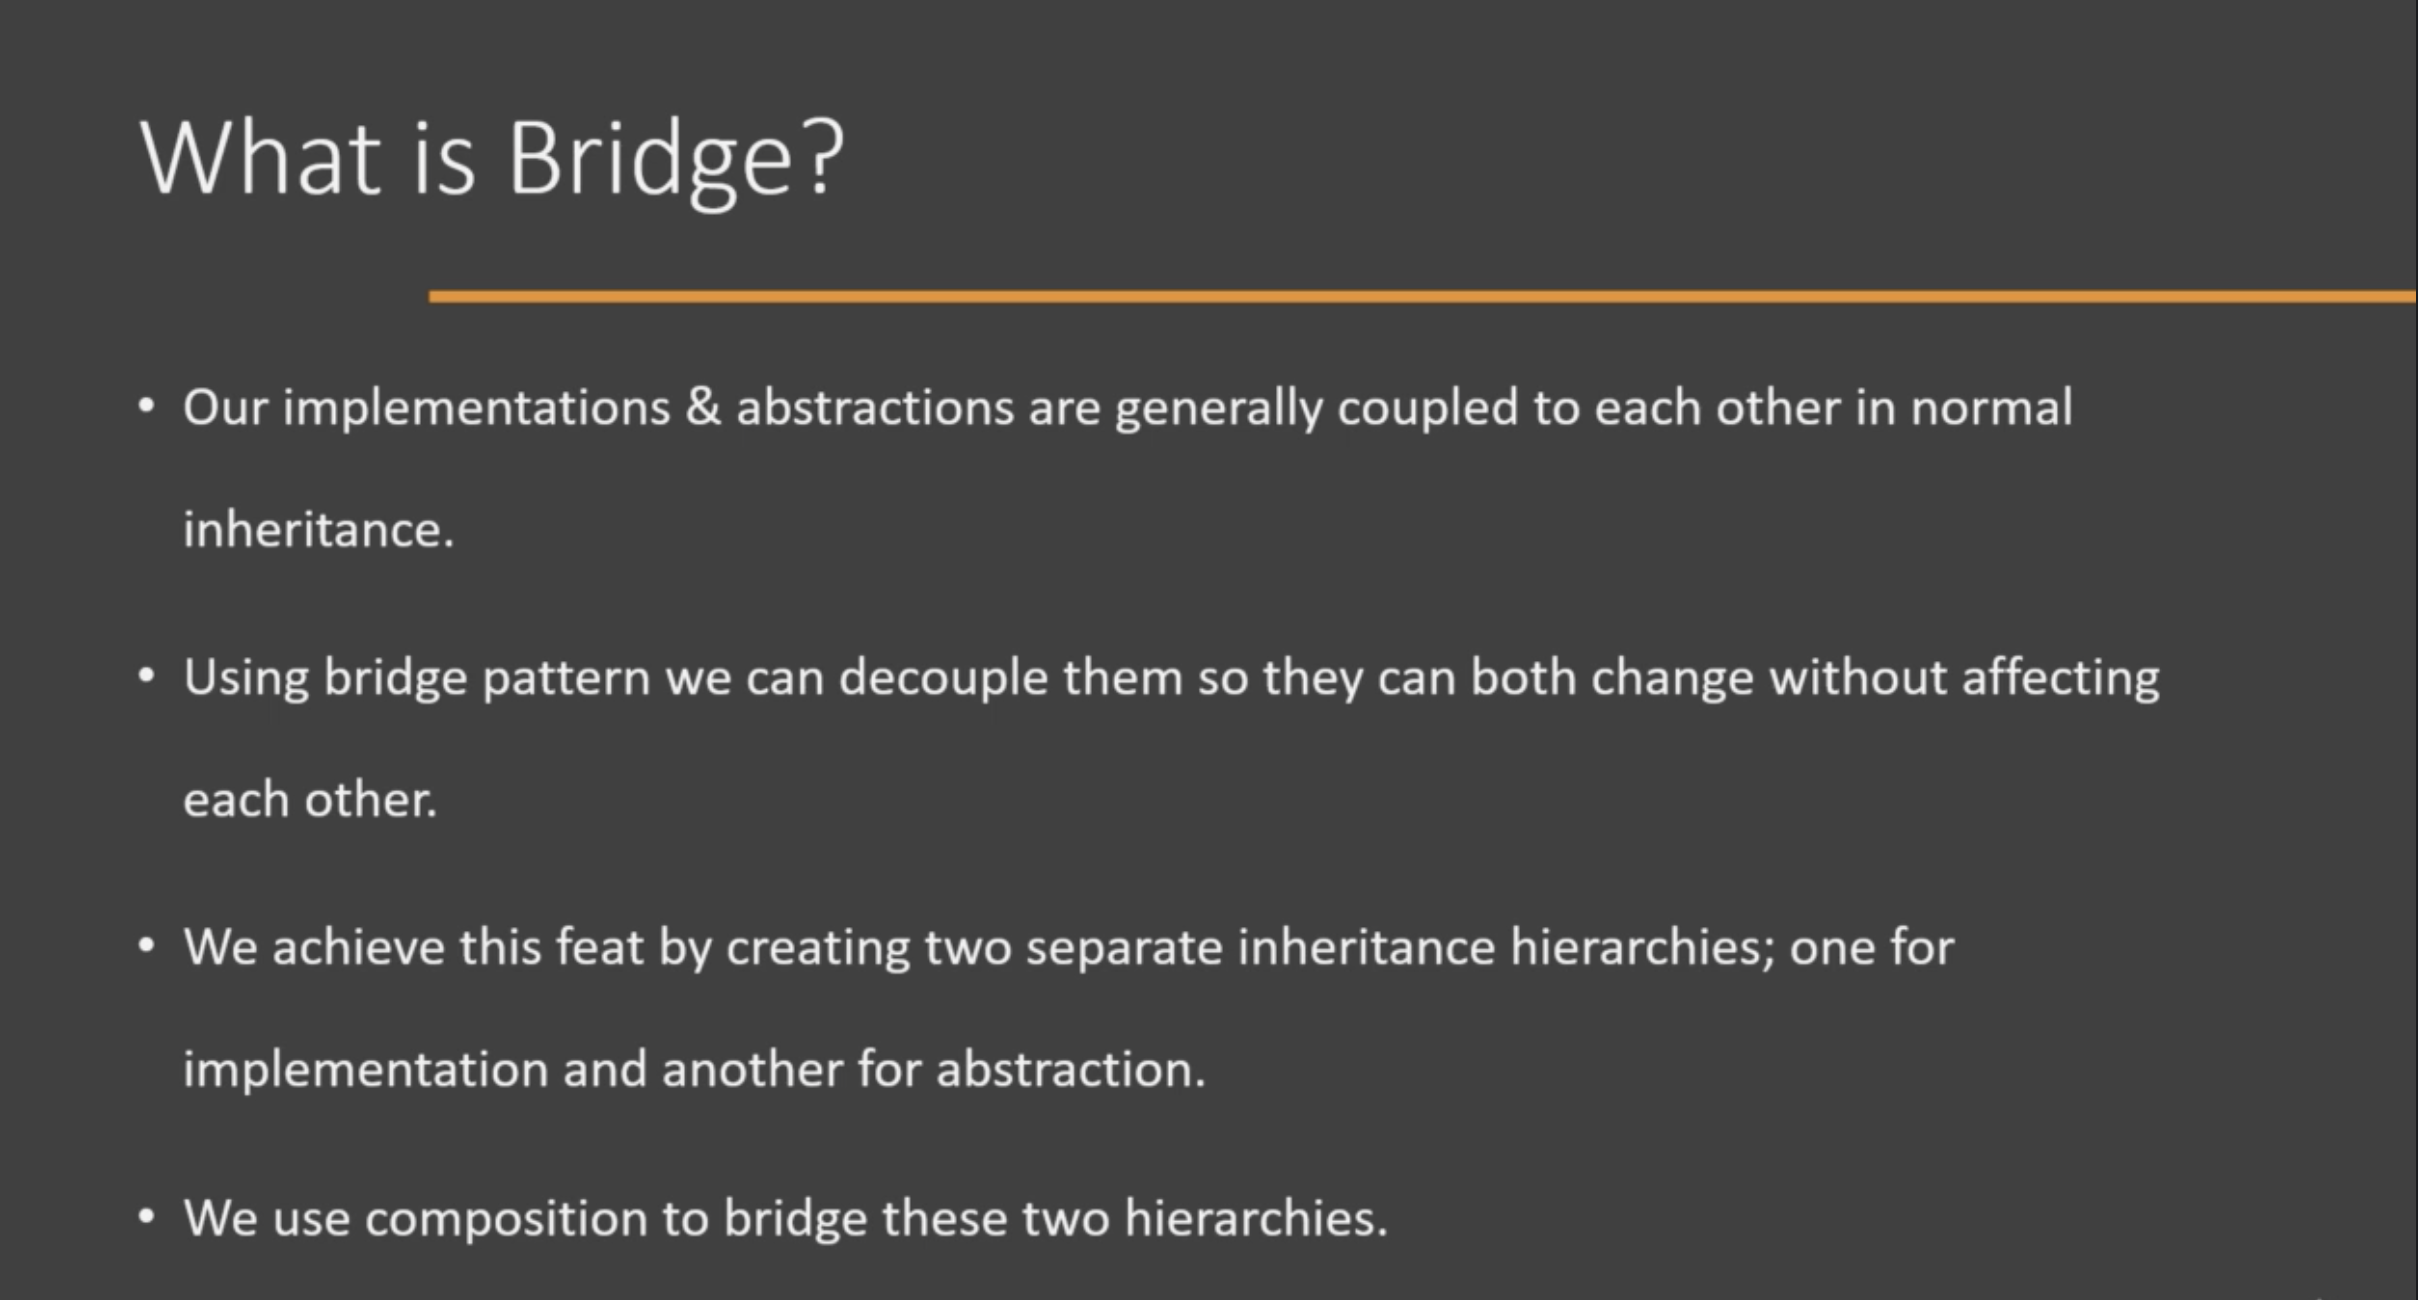 What is Bridge?
• Our implementations & abstractions are generally coupled to each other in normal
inheritance.
• Using bridge pattern we can decouple them so they can both change without affecting
each other.
• We achieve this feat by creating two separate inheritance hierarchies; one for
implementation and another for abstraction.
• We use composition to bridge these two hierarchies.